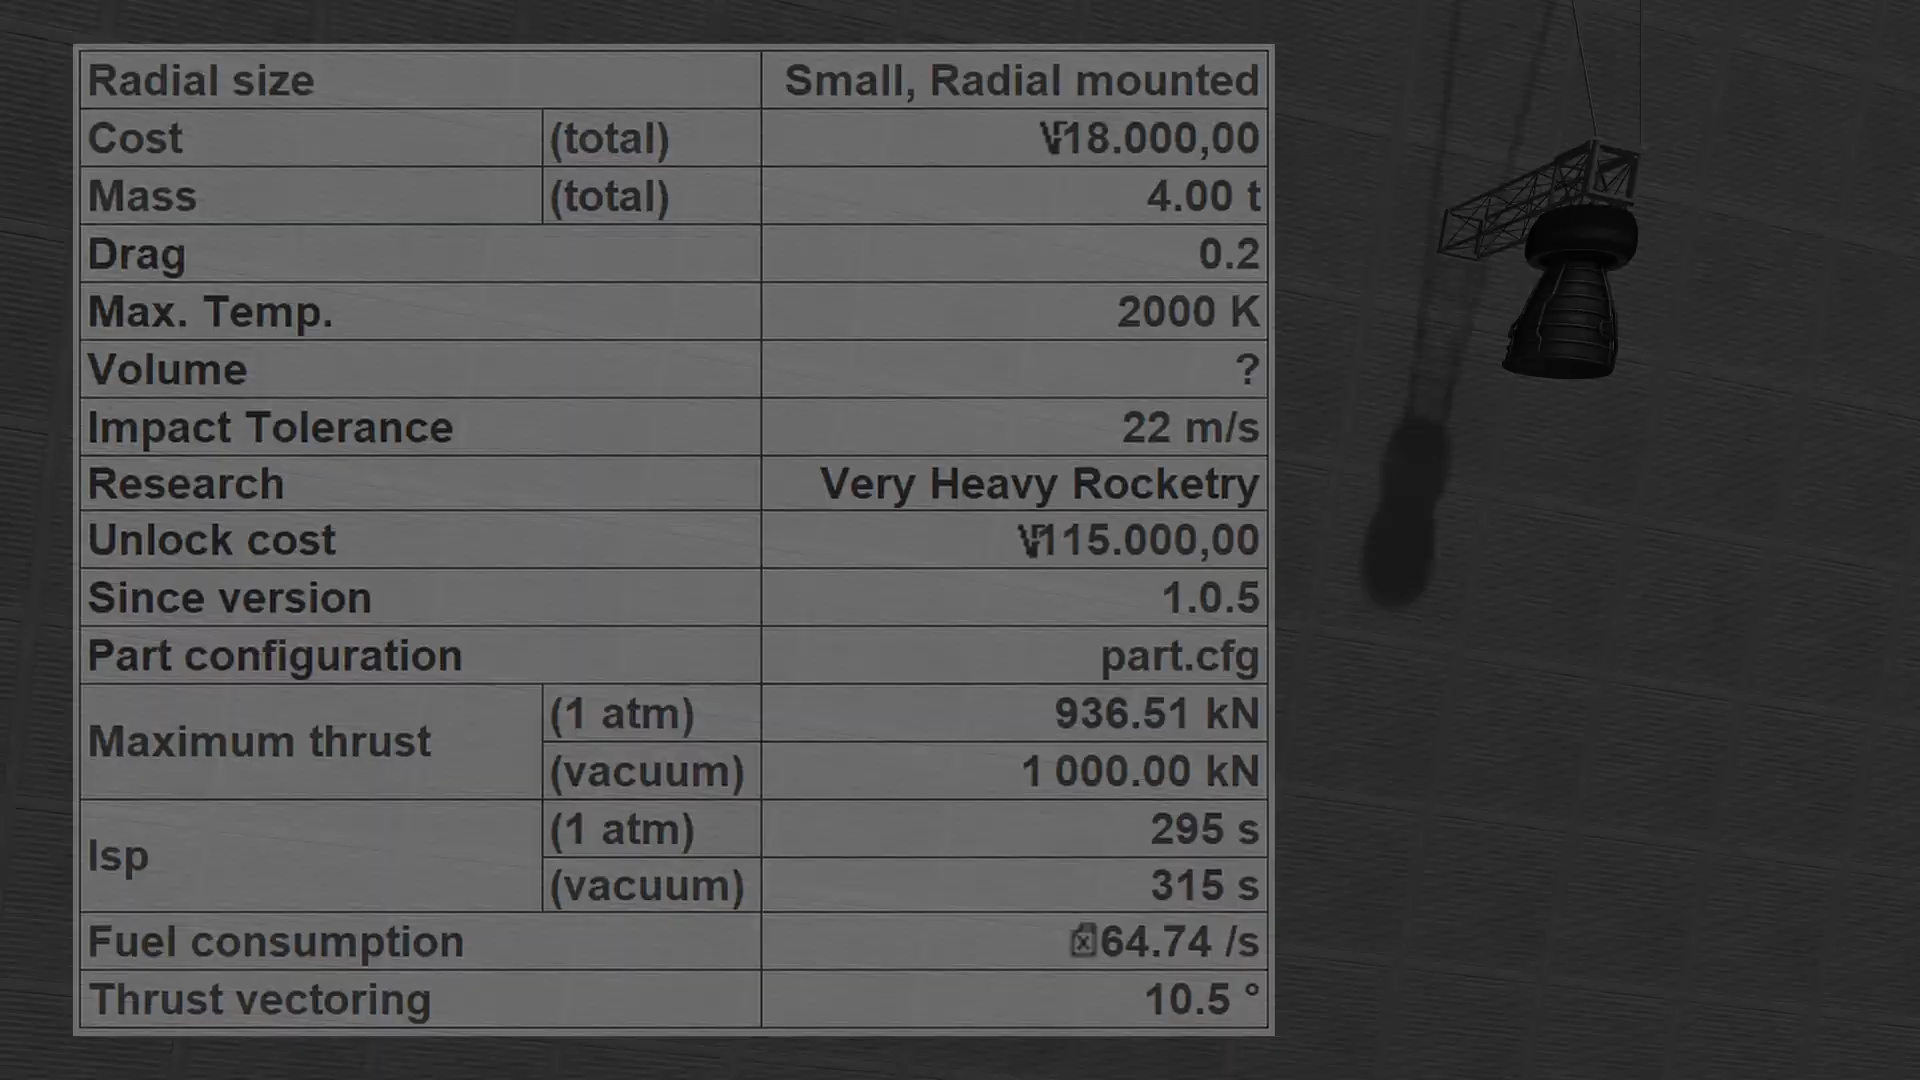 Radial size Small, Radial mounted
Cost (total) 18.000,00
Mass (total) 4.00 t
Drag 0.2
Max. Temp. 2000 K
Volume ?
Impact Tolerance 22 m/s
Research Very Heavy Rocketry
Unlock cost 115.000,00
Since version 1.0.5
Part configuration part.cfg
Maximum thrust (1 atm) 936.51 kN
(vacuum) 1 000.00 kN
Isp (1 atm) 295 s
(vacuum) 315 s
Fuel consumption 64.74 /s
Thrust vectoring 10.5 °